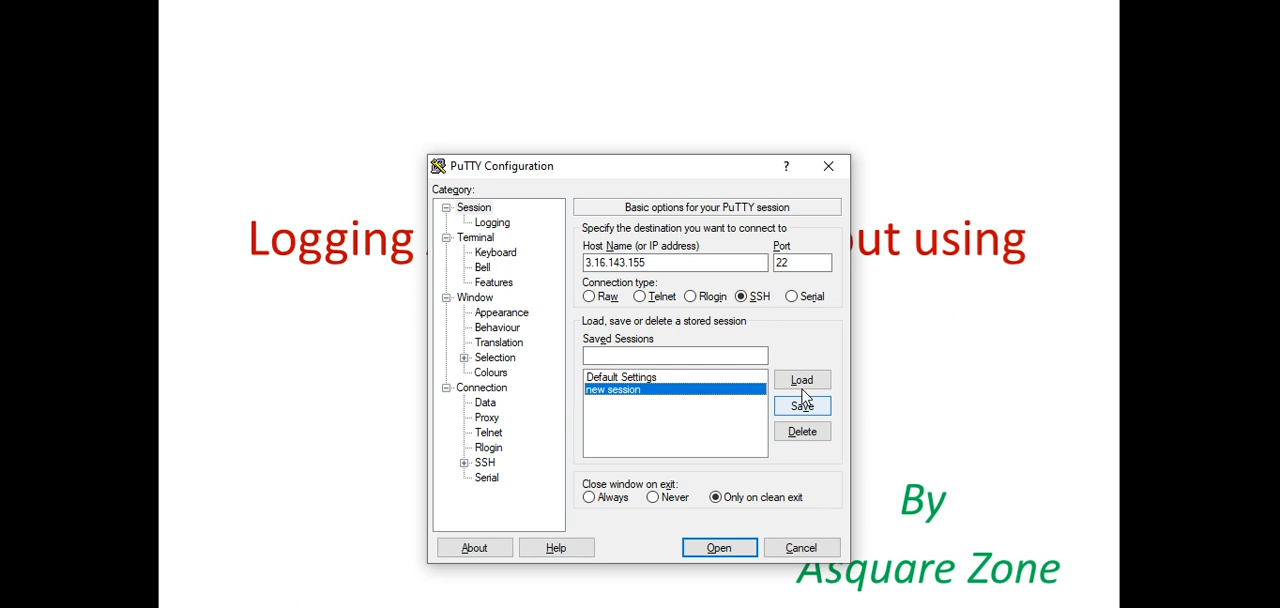 PuTTY Configuration
?
Category:
Session
Logging
Terminal
Keyboard
Bell
Features
Window
Appearance
Behaviour
Translation
Selection
Colours
Connection
Data
Proxy
Telnet
Rlogin
SSH
Serial
Basic options for your PuTTY session
Specify the destination you want to connect to
Host Name (or IP address) Port
3.16.143.155 22
Connection type:
Raw Telnet Rlogin SSH Serial
Load, save or delete a stored session
Saved Sessions
Default Settings
new session
Load
Save
Delete
Close window on exit:
Always Never Only on clean exit
About Help Open Cancel
Logging
out using
By
Asquare Zone